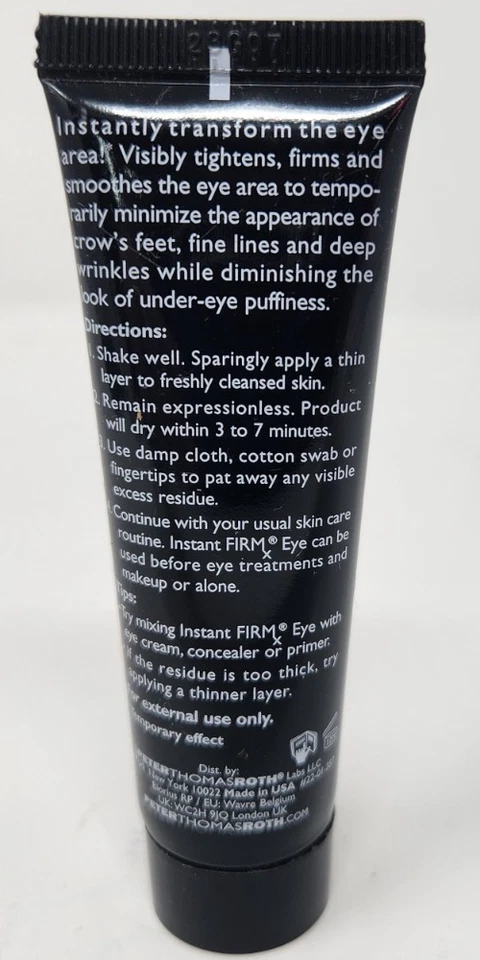 Instantly transform the eye
area! Visibly tightens, firms and
smoothes the eye area to tempo-
rarily minimize the appearance of
crow's feet, fine lines and deep
wrinkles while diminishing the
look of under-eye puffiness.
Directions:
1. Shake well. Sparingly apply a thin
layer to freshly cleansed skin.
2. Remain expressionless. Product
will dry within 3 to 7 minutes.
3. Use damp cloth, cotton swab or
fingertips to pat away any visible
excess residue.
4. Continue with your usual skin care
routine. Instant FIRMx® Eye can be
used before eye treatments and
makeup or alone.
Tips:
Try mixing Instant FIRMx® Eye with
eye cream, concealer or primer.
If the residue is too thick, try
applying a thinner layer.
For external use only.
Temporary effect
Dist. by:
PETERTHOMASROTH® Labs LLC
New York 10022 Made in USA
RP / EU: Wavre Belgium
UK: WC2H 9JQ London UK
PETERTHOMASROTH.COM